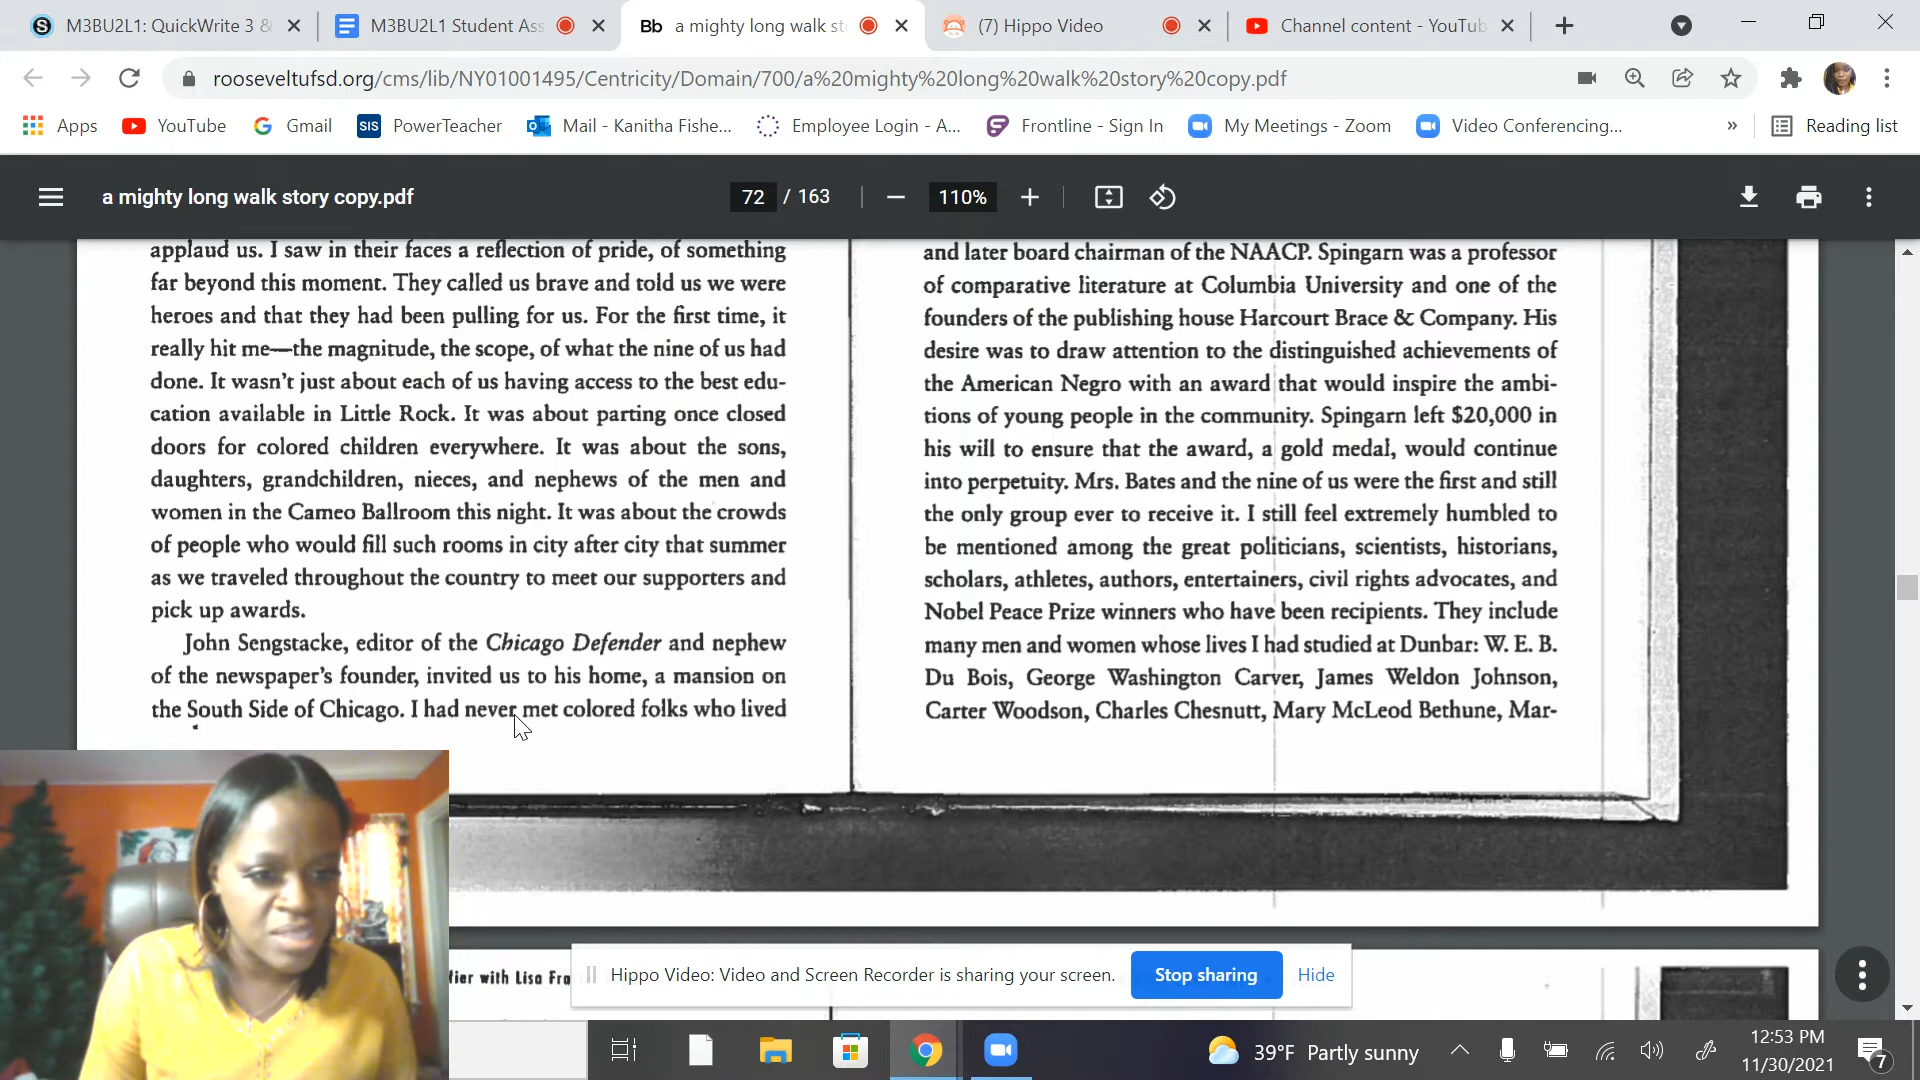 M3BU2L1: QuickWrite 3 &
M3BU2L1 Student Ass
Bb a mighty long walk sto
(7) Hippo Video
Channel content - YouTub
rooseveltufsd.org/cms/lib/NY01001495/Centricity/Domain/700/a%20mighty%20long%20walk%20story%20copy.pdf
Apps
YouTube
Gmail
SIS PowerTeacher
Mail - Kanitha Fishe...
Employee Login - A...
Frontline - Sign In
My Meetings - Zoom
Video Conferencing...
»
Reading list
a mighty long walk story copy.pdf
72 / 163
110%
applaud us. I saw in their faces a reflection of pride, of something
far beyond this moment. They called us brave and told us we were
heroes and that they had been pulling for us. For the first time, it
really hit me—the magnitude, the scope, of what the nine of us had
done. It wasn't just about each of us having access to the best edu-
cation available in Little Rock. It was about parting once closed
doors for colored children everywhere. It was about the sons,
daughters, grandchildren, nieces, and nephews of the men and
women in the Cameo Ballroom this night. It was about the crowds
of people who would fill such rooms in city after city that summer
as we traveled throughout the country to meet our supporters and
pick up awards.
John Sengstacke, editor of the Chicago Defender and nephew
of the newspaper's founder, invited us to his home, a mansion on
the South Side of Chicago. I had never met colored folks who lived
and later board chairman of the NAACP. Spingarn was a professor
of comparative literature at Columbia University and one of the
founders of the publishing house Harcourt Brace & Company. His
desire was to draw attention to the distinguished achievements of
the American Negro with an award that would inspire the ambi-
tions of young people in the community. Spingarn left $20,000 in
his will to ensure that the award, a gold medal, would continue
into perpetuity. Mrs. Bates and the nine of us were the first and still
the only group ever to receive it. I still feel extremely humbled to
be mentioned among the great politicians, scientists, historians,
scholars, athletes, authors, entertainers, civil rights advocates, and
Nobel Peace Prize winners who have been recipients. They include
many men and women whose lives I had studied at Dunbar: W. E. B.
Du Bois, George Washington Carver, James Weldon Johnson,
Carter Woodson, Charles Chesnutt, Mary McLeod Bethune, Mar-
fier with Lisa Fra
Hippo Video: Video and Screen Recorder is sharing your screen.
Stop sharing
Hide
39°F Partly sunny
12:53 PM
11/30/2021
7